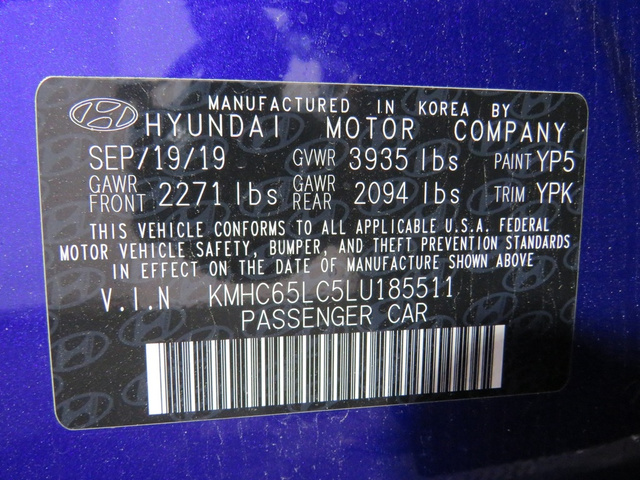 MANUFACTURED IN KOREA BY
HYUNDAI MOTOR COMPANY
SEP/19/19 GVWR 3935 lbs PAINT YP5
GAWR FRONT 2271 lbs GAWR REAR 2094 lbs TRIM YPK
THIS VEHICLE CONFORMS TO ALL APPLICABLE U.S.A. FEDERAL
MOTOR VEHICLE SAFETY, BUMPER, AND THEFT PREVENTION STANDARDS
IN EFFECT ON THE DATE OF MANUFACTURE SHOWN ABOVE
V.I.N KMHC65LC5LU185511
PASSENGER CAR